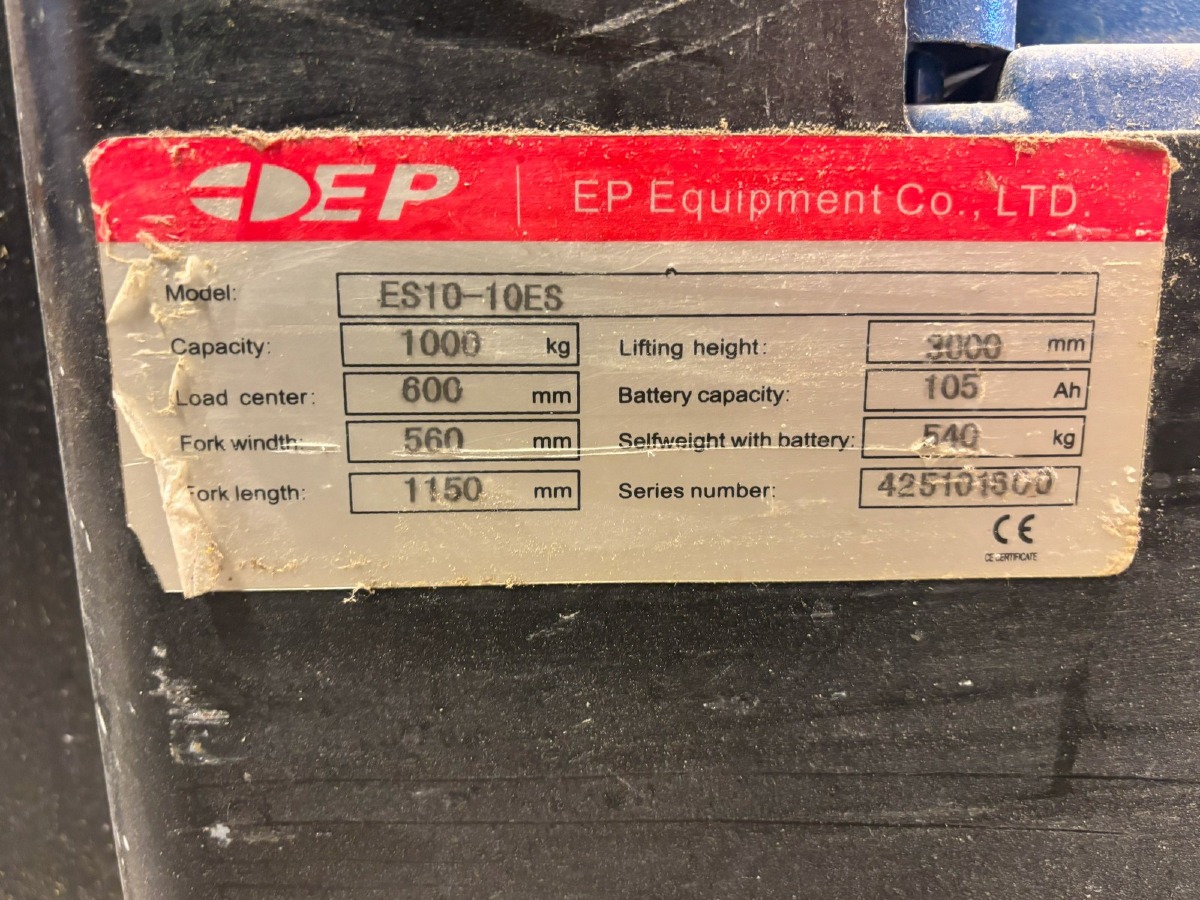 EP | EP Equipment Co., LTD.
Model: ES10-10ES
Capacity: 1000 kg Lifting height: 3000 mm
Load center: 600 mm Battery capacity: 105 Ah
Fork windth: 560 mm Selfweight with battery: 540 kg
Fork length: 1150 mm Series number:
CE
CE CERTIFICATE